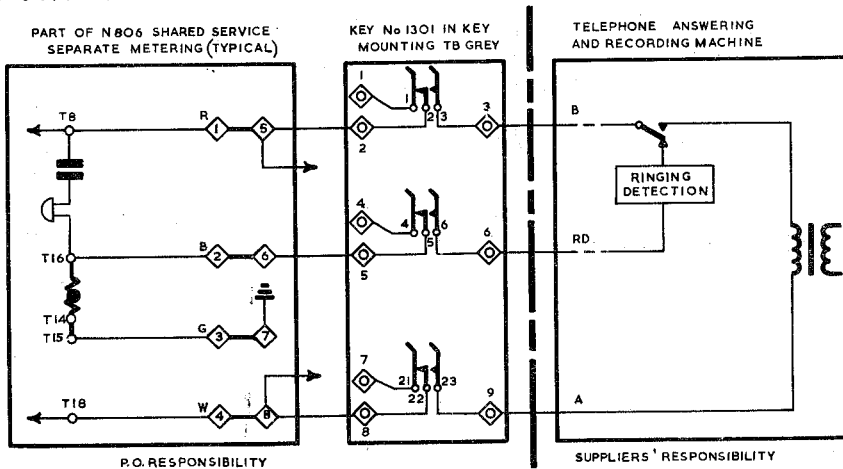 PART OF N806 SHARED SERVICE
SEPARATE METERING (TYPICAL)
KEY No 1301 IN KEY
MOUNTING TB GREY
TELEPHONE ANSWERING
AND RECORDING MACHINE
T8
R
1
5
1
2
1
2
3
3
B
RINGING
DETECTION
T16
B
2
6
4
5
4
5
6
6
RD
T14
T15
G
3
7
T18
W
4
8
7
8
21
22
23
9
A
P.O. RESPONSIBILITY
SUPPLIERS' RESPONSIBILITY